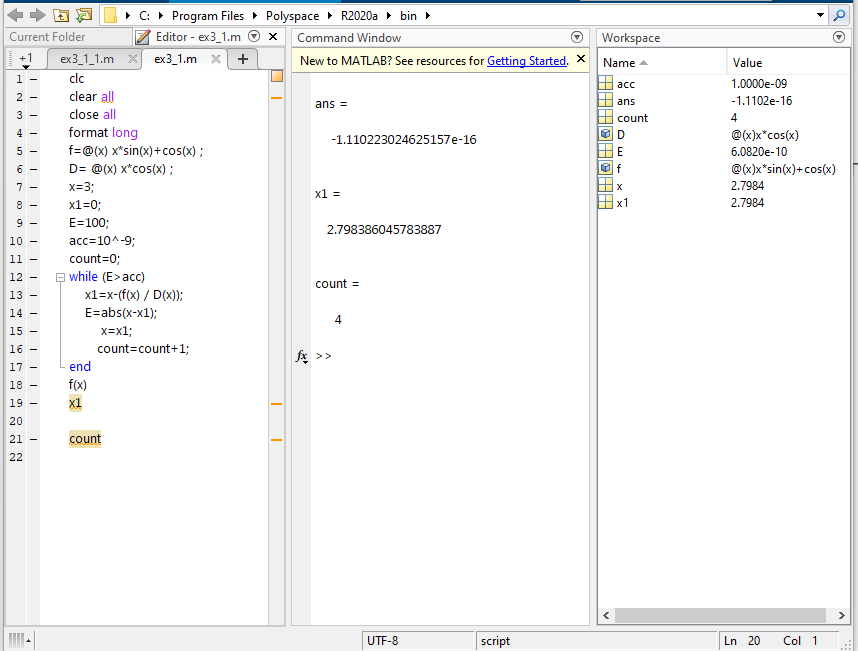 C: Program Files Polyspace R2020a bin
Current Folder
Editor - ex3_1.m
+1 ex3_1_1.m ex3_1.m +
1 – clc
2 – clear all
3 – close all
4 – format long
5 – f=@(x) x*sin(x)+cos(x) ;
6 – D= @(x) x*cos(x) ;
7 – x=3;
8 – x1=0;
9 – E=100;
10 – acc=10^-9;
11 – count=0;
12 – while (E>acc)
13 – x1=x-(f(x) / D(x));
14 – E=abs(x-x1);
15 – x=x1;
16 – count=count+1;
17 – end
18 – f(x)
19 – x1
20
21 – count
22
Command Window
New to MATLAB? See resources for Getting Started.
ans =
-1.110223024625157e-16
x1 =
2.798386045783887
count =
4
fx >>
Workspace
Name Value
acc 1.0000e-09
ans -1.1102e-16
count 4
D @(x)x*cos(x)
E 6.0820e-10
f @(x)x*sin(x)+cos(x)
x 2.7984
x1 2.7984
UTF-8 script Ln 20 Col 1